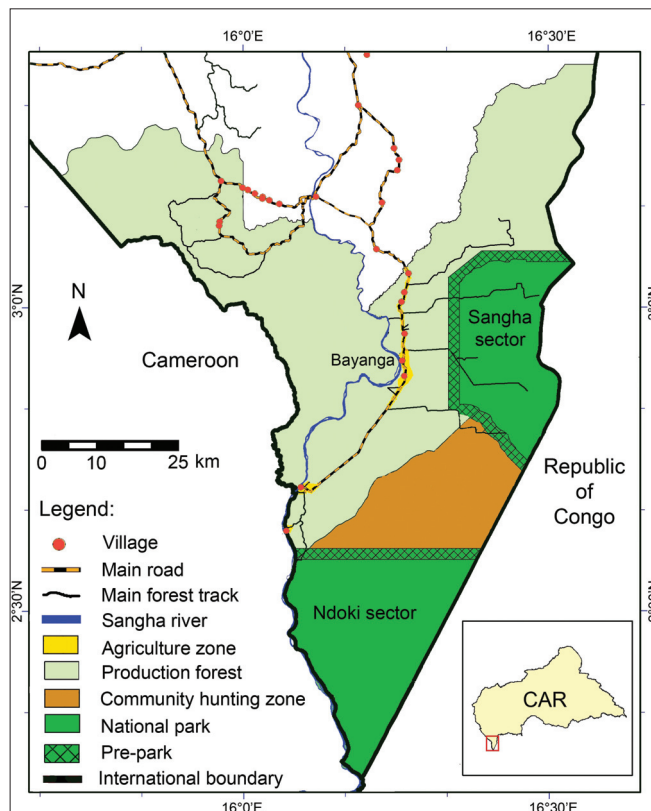 16°0'E
16°30'E
3°0'N
N
Sangha
sector
Cameroon
Bayanga
0 10 20 25 km
Republic
of
Congo
Legend:
Village
Main road
Main forest track
Sangha river
Agriculture zone
Production forest
Community hunting zone
National park
Pre-park
International boundary
2°30'N
Ndoki sector
CAR
16°0'E
16°30'E